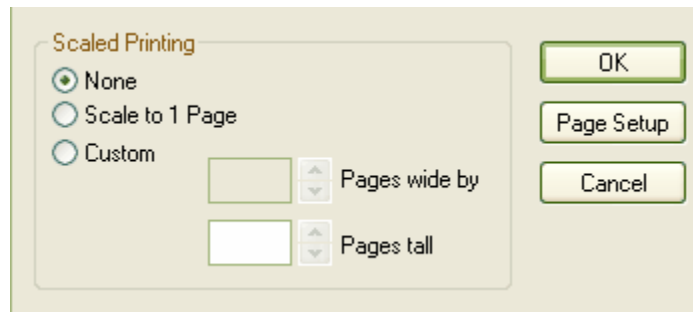 Scaled Printing
None
Scale to 1 Page
Custom
Pages wide by
Pages tall
OK
Page Setup
Cancel